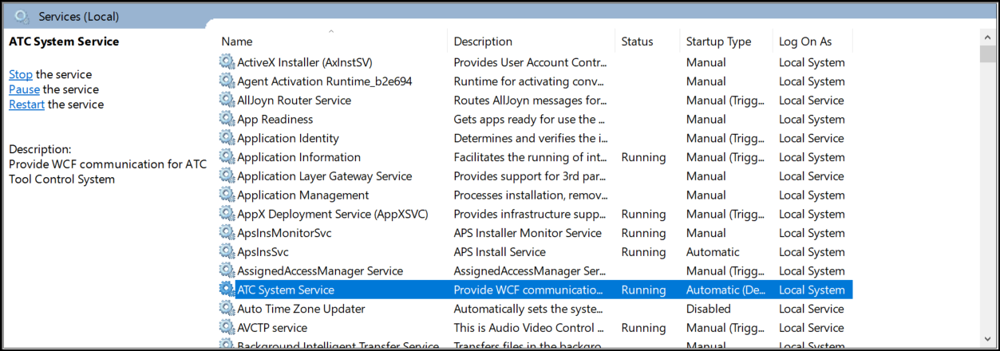 Services (Local)
ATC System Service
Stop the service
Pause the service
Restart the service
Description:
Provide WCF communication for ATC
Tool Control System
Name Description Status Startup Type Log On As
ActiveX Installer (AxInstSV) Provides User Account Contr... Manual Local System
Agent Activation Runtime_b2e694 Runtime for activating conv... Manual Local System
AllJoyn Router Service Routes AllJoyn messages for... Manual (Trigg... Local Service
App Readiness Gets apps ready for use the ... Manual Local System
Application Identity Determines and verifies the i... Manual (Trigg... Local Service
Application Information Facilitates the running of int... Running Manual (Trigg... Local System
Application Layer Gateway Service Provides support for 3rd par... Manual Local Service
Application Management Processes installation, remov... Manual Local System
AppX Deployment Service (AppXSVC) Provides infrastructure supp... Running Manual (Trigg... Local System
ApsInsMonitorSvc APS Installer Monitor Service Running Manual Local System
ApsInsSvc APS Install Service Running Automatic Local System
AssignedAccessManager Service AssignedAccessManager Ser... Manual (Trigg... Local System
ATC System Service Provide WCF communicatio... Running Automatic (De... Local System
Auto Time Zone Updater Automatically sets the syste... Disabled Local Service
AVCTP service This is Audio Video Control ... Running Manual (Trigg... Local Service
Background Intelligent Transfer Service Transfers files in the backgro... Manual Local System